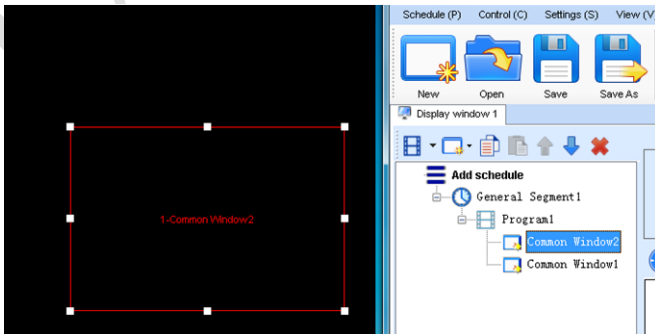 Schedule (P) Control (C) Settings (S) View (V
New Open Save Save As
Display window 1
Add schedule
General Segment1
Program1
1-Common Window2
Common Window2
Common Window1